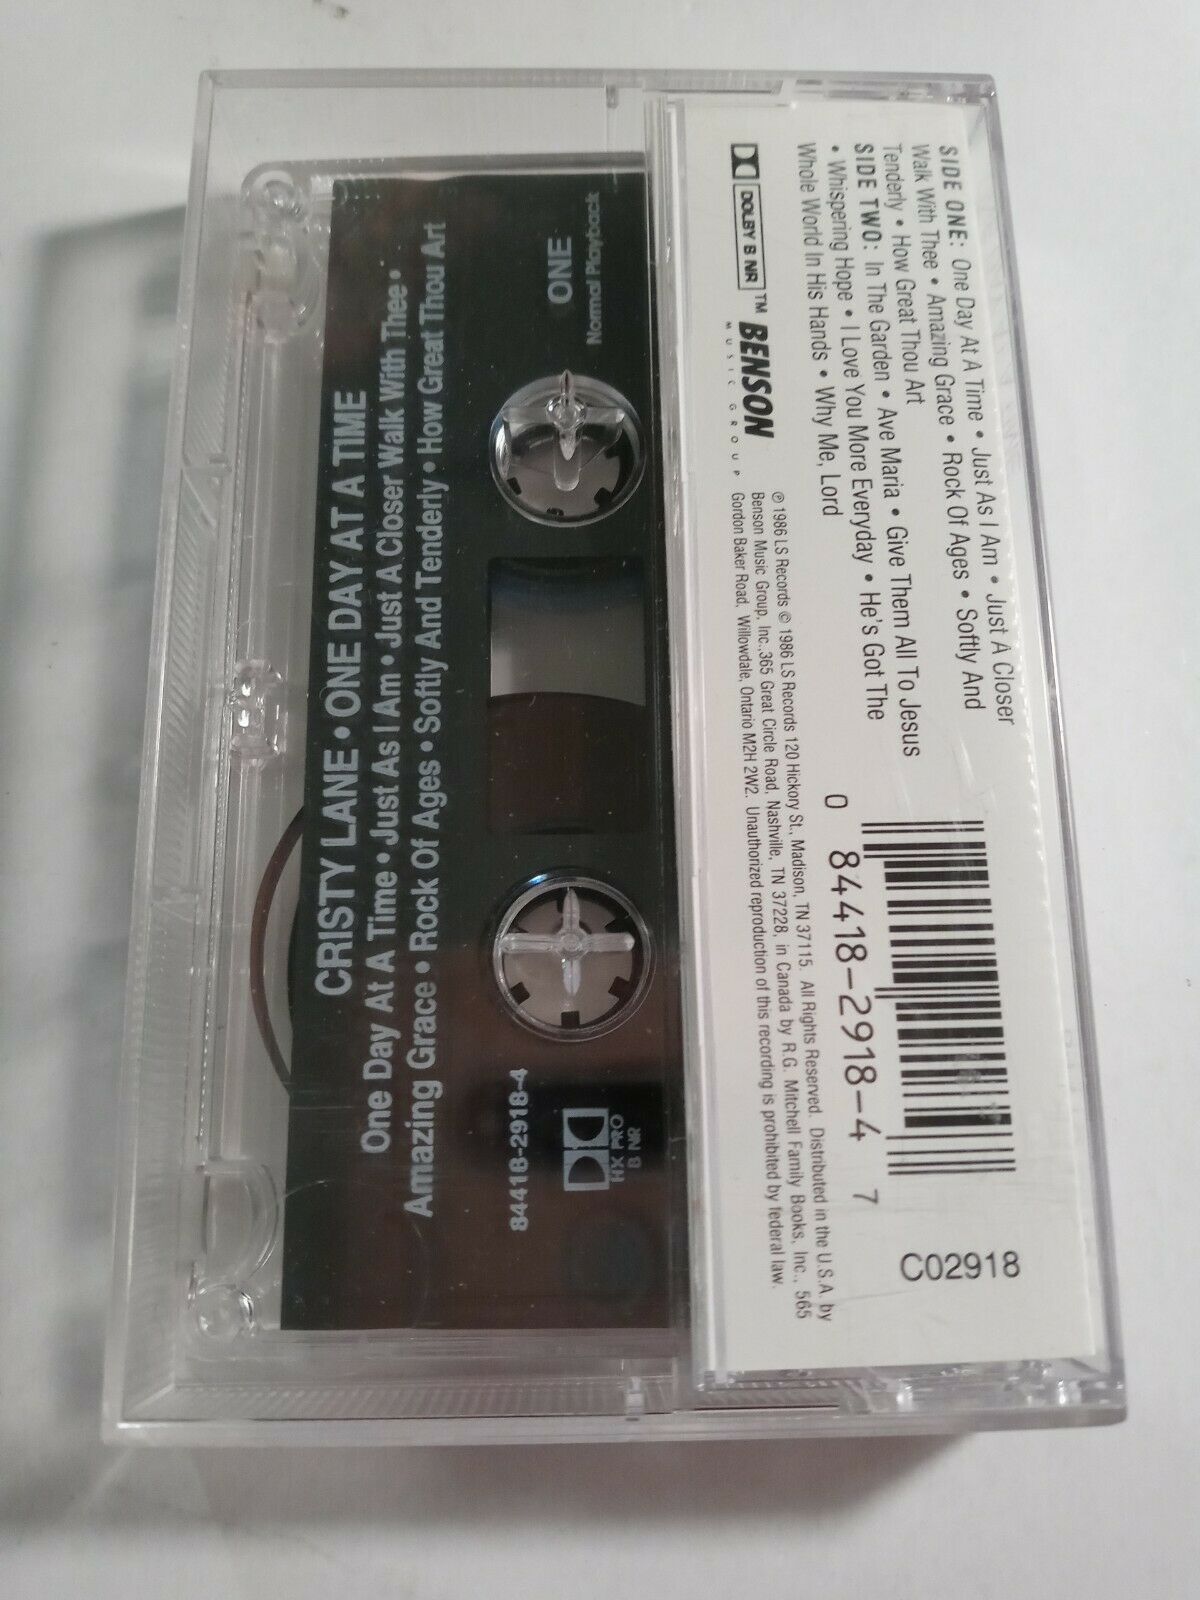 SIDE ONE: One Day At A Time • Just As I Am • Just A Closer
Walk With Thee • Amazing Grace • Rock Of Ages • Softly And
Tenderly • How Great Thou Art
SIDE TWO: In The Garden • Ave Maria • Give Them All To Jesus
• Whispering Hope • I Love You More Everyday • He's Got The
Whole World In His Hands • Why Me, Lord
DOLBY B NR
TM
BENSON
MUSIC GROUP
℗ 1986 LS Records © 1986 LS Records 120 Hickory St., Madison, TN 37115. All Rights Reserved. Distributed in the U.S.A. by
Benson Music Group, Inc., 365 Great Circle Road, Nashville, TN 37228, in Canada by R.G. Mitchell Family Books, Inc., 565
Gordon Baker Road, Willowdale, Ontario M2H 2W2. Unauthorized reproduction of this recording is prohibited by federal law.
0 84418-2918-4 7
C02918
CRISTY LANE • ONE DAY AT A TIME
One Day At A Time • Just As I Am • Just A Closer Walk With Thee •
Amazing Grace • Rock Of Ages • Softly And Tenderly • How Great Thou Art
ONE
Normal Playback
84418-2918-4
HX PRO
B NR